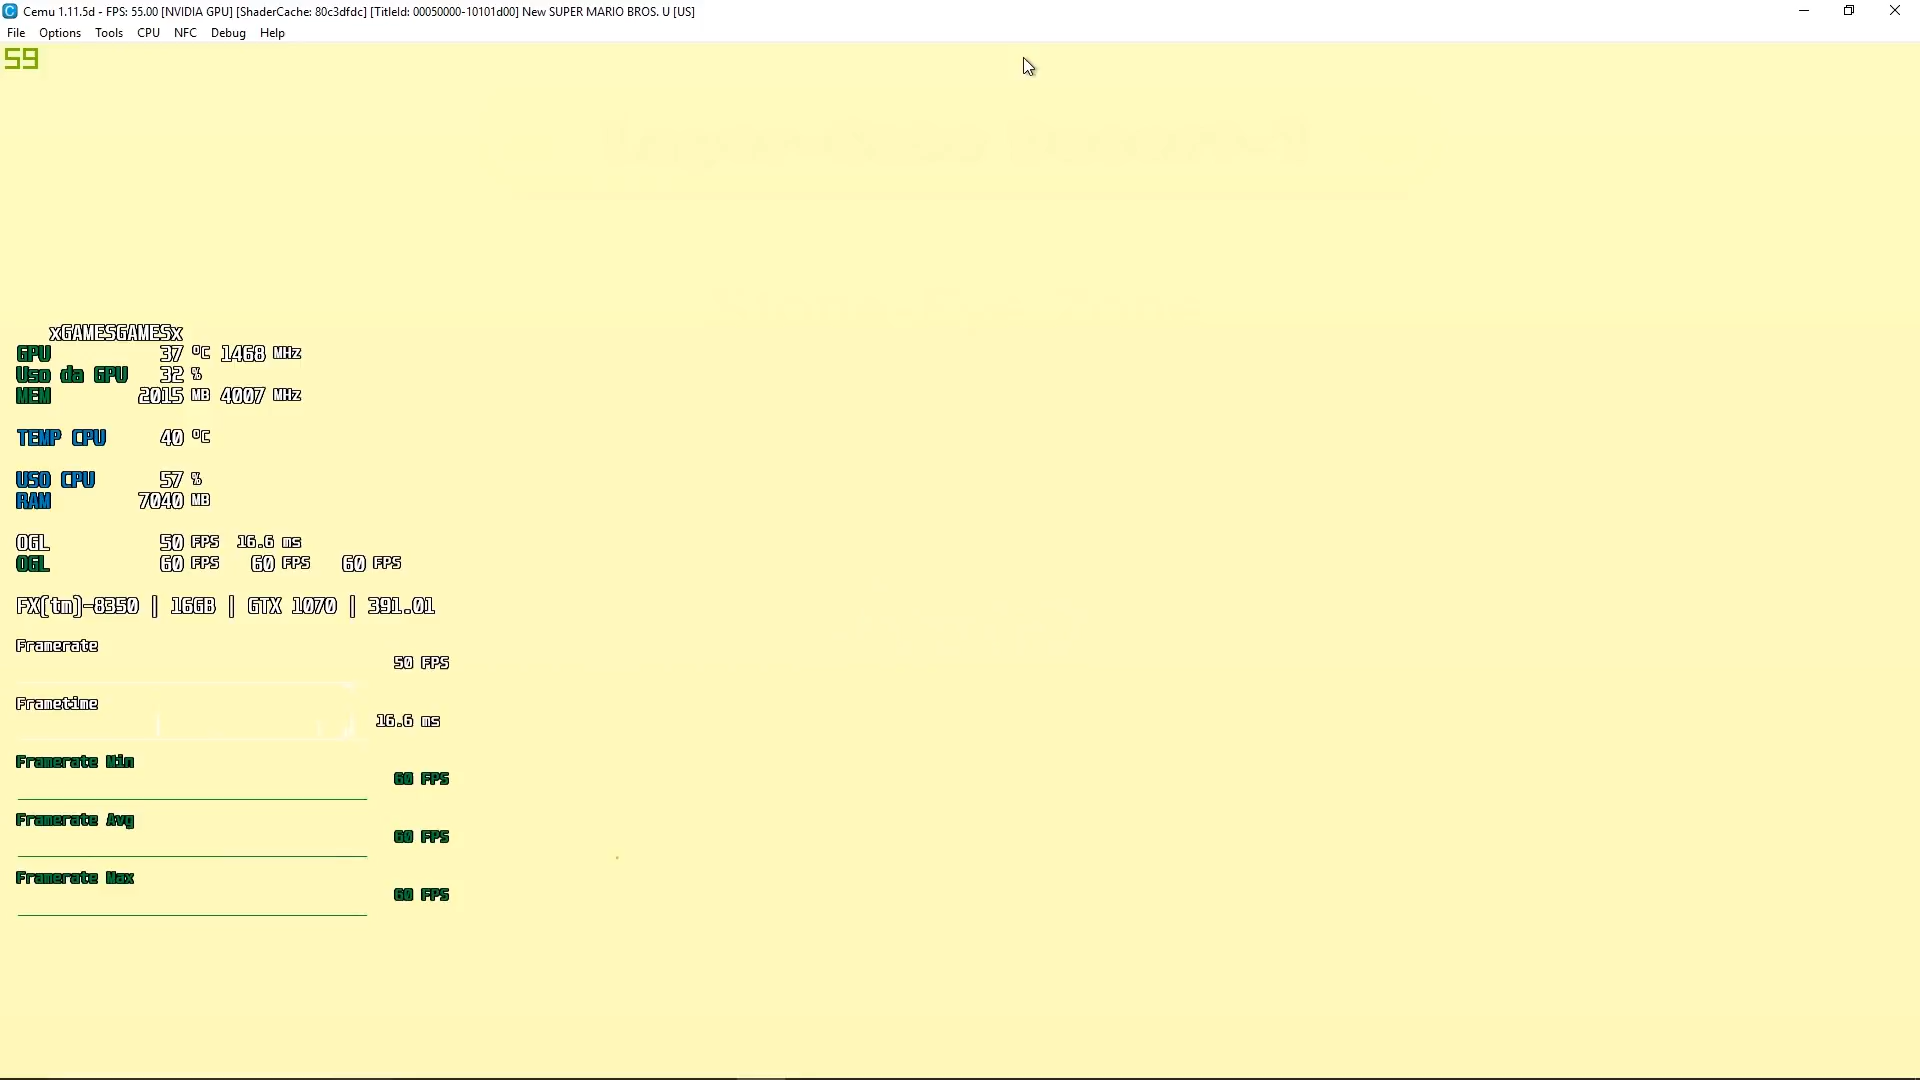 Cemu 1.11.5d - FPS: 55.00 [NVIDIA GPU] [ShaderCache: 80c3dfdc] [TitleId: 00050000-10101d00] New SUPER MARIO BROS. U [US]
File Options Tools CPU NFC Debug Help
59
xGAMESGAMESx
GPU 37 ºC 1468 MHz
Uso da GPU 32 %
MEM 2015 MB 4007 MHz
TEMP CPU 40 ºC
USO CPU 57 %
RAM 7040 MB
OGL 50 FPS 16.6 ms
OGL 60 FPS 60 FPS 60 FPS
FX(tm)-8350 | 16GB | GTX 1070 | 391.01
Framerate
50 FPS
Frametime
16.6 ms
Framerate Min
60 FPS
Framerate Avg
60 FPS
Framerate Max
60 FPS